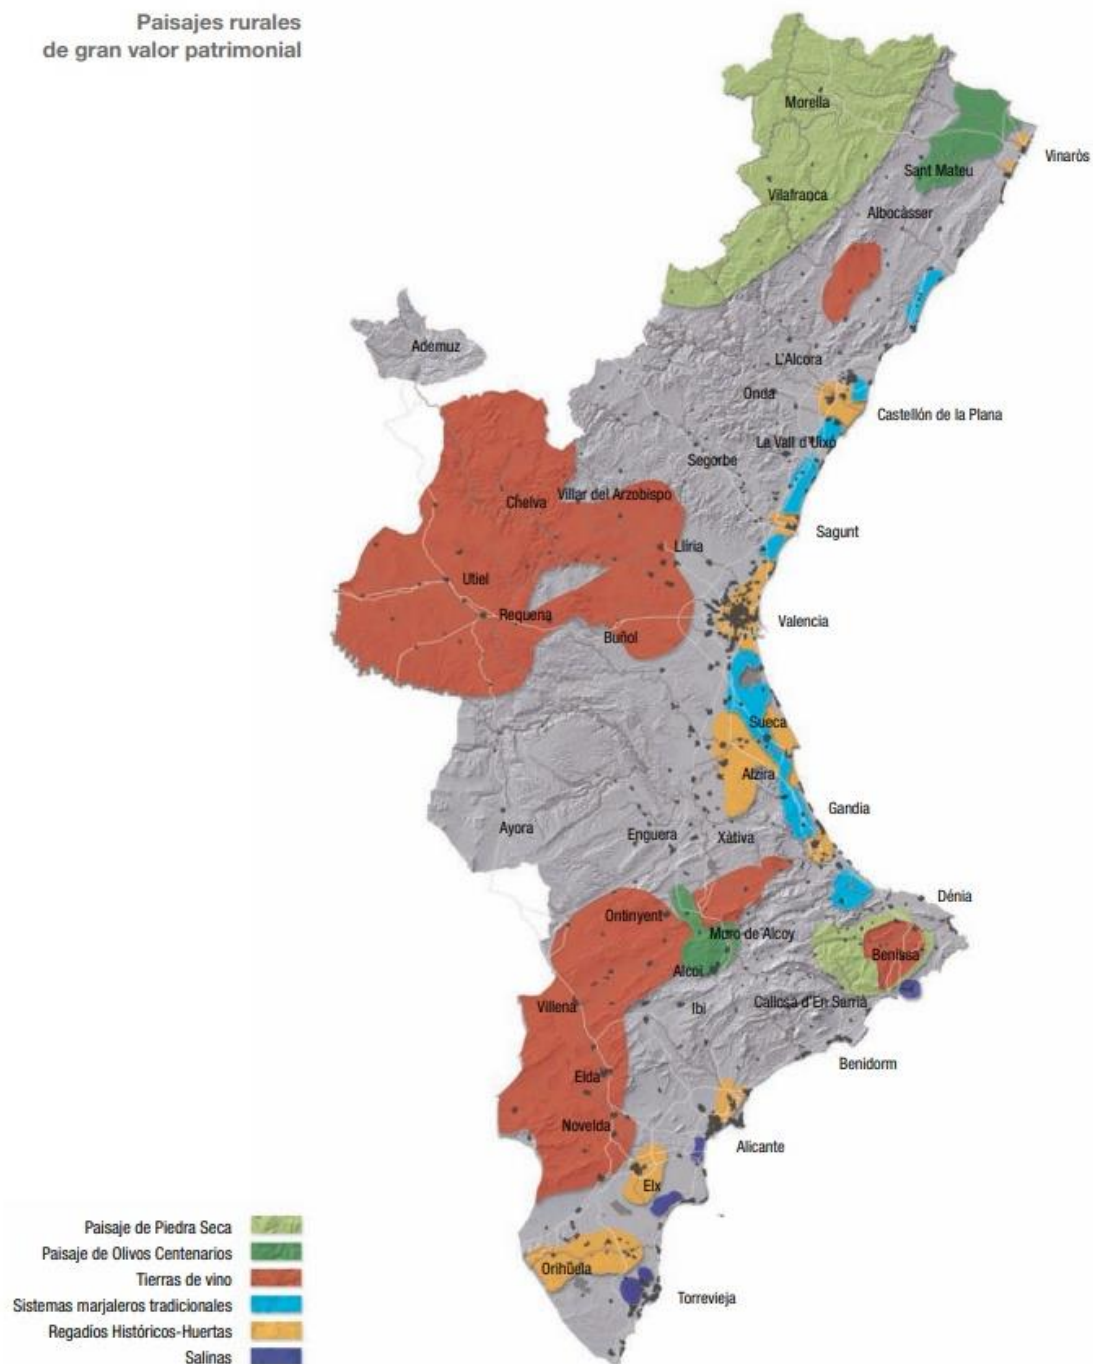 Paisajes rurales
de gran valor patrimonial
Morella
Vinaròs
Sant Mateu
Vilafranca
Albocàsser
Ademuz
L'Alcora
Onda
Castellón de la Plana
La Vall d'Uixó
Segorbe
Villar del Arzobispo
Chelva
Sagunt
Llíria
Utiel
Requena
Valencia
Buñol
Sueca
Alzira
Gandia
Ayora
Enguera
Xàtiva
Dénia
Ontinyent
Muro de Alcoy
Benissa
Alcoi
Villena
Ibi
Callosa d'En Sarrià
Benidorm
Elda
Novelda
Alicante
Elx
Orihüela
Torrevieja
Paisaje de Piedra Seca
Paisaje de Olivos Centenarios
Tierras de vino
Sistemas marjaleros tradicionales
Regadíos Históricos-Huertas
Salinas